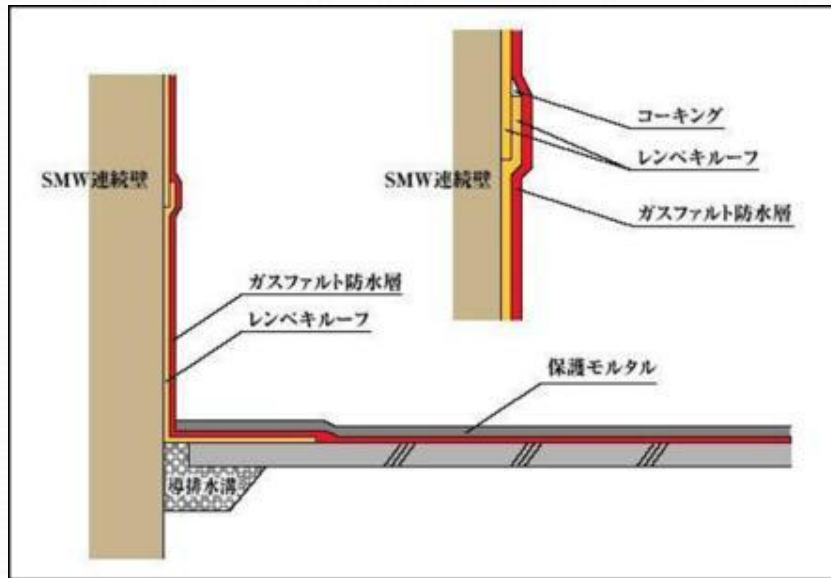 コーキング
レンベキルーフ
SMW連続壁
ガスファルト防水層
SMW連続壁
ガスファルト防水層
レンベキルーフ
保護モルタル
導排水溝